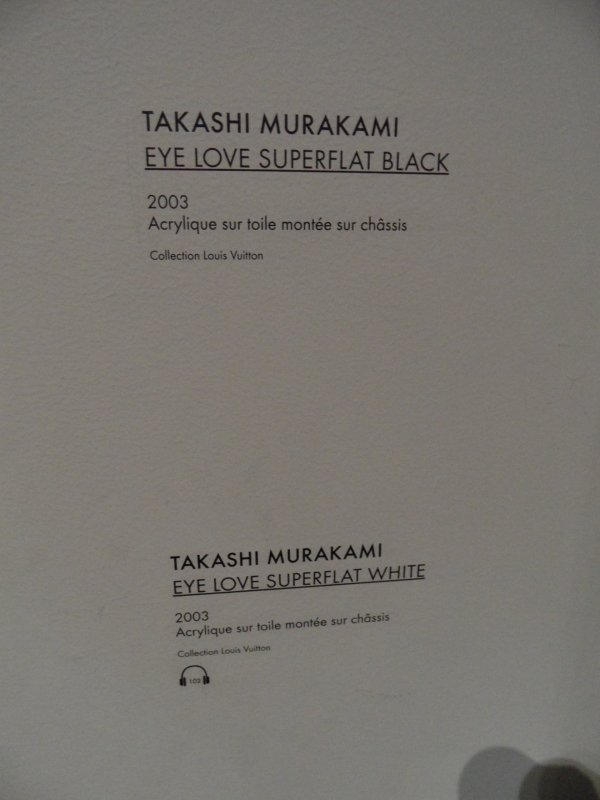 TAKASHI MURAKAMI
EYE LOVE SUPERFLAT BLACK
2003
Acrylique sur toile montée sur châssis
Collection Louis Vuitton
TAKASHI MURAKAMI
EYE LOVE SUPERFLAT WHITE
2003
Acrylique sur toile montée sur châssis
Collection Louis Vuitton